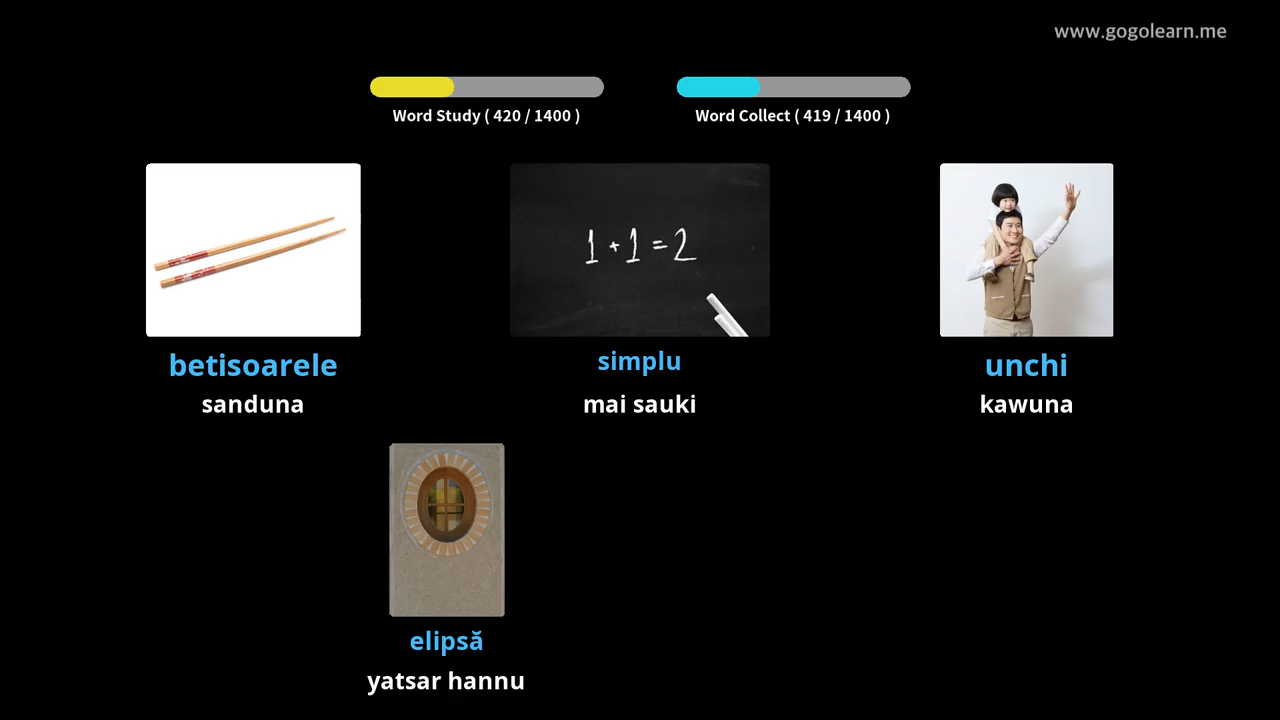 www.gogolearn.me
Word Study ( 420 / 1400 )
Word Collect ( 419 / 1400 )
1 + 1 = 2
betisoarele
sanduna
simplu
mai sauki
unchi
kawuna
elipsă
yatsar hannu